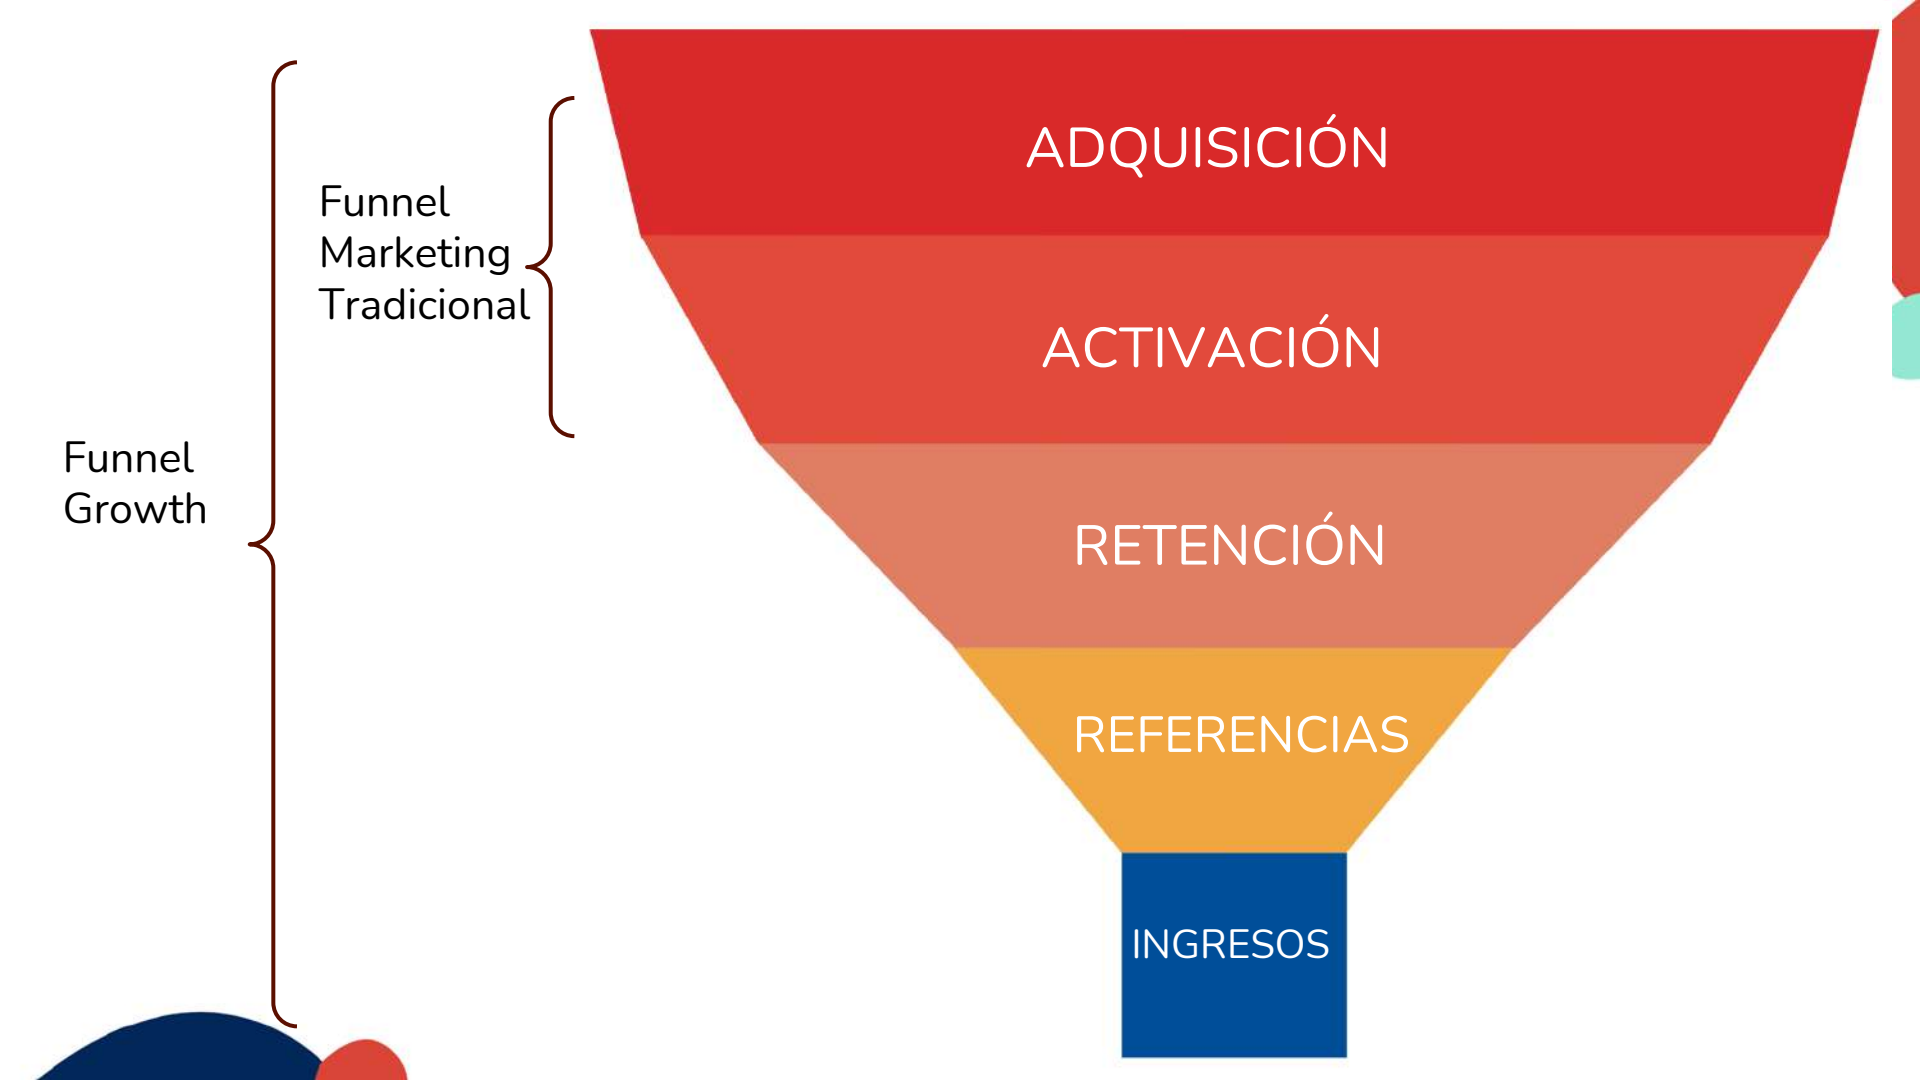 Funnel
Growth
Funnel
Marketing
Tradicional
ADQUISICIÓN
ACTIVACIÓN
RETENCIÓN
REFERENCIAS
INGRESOS